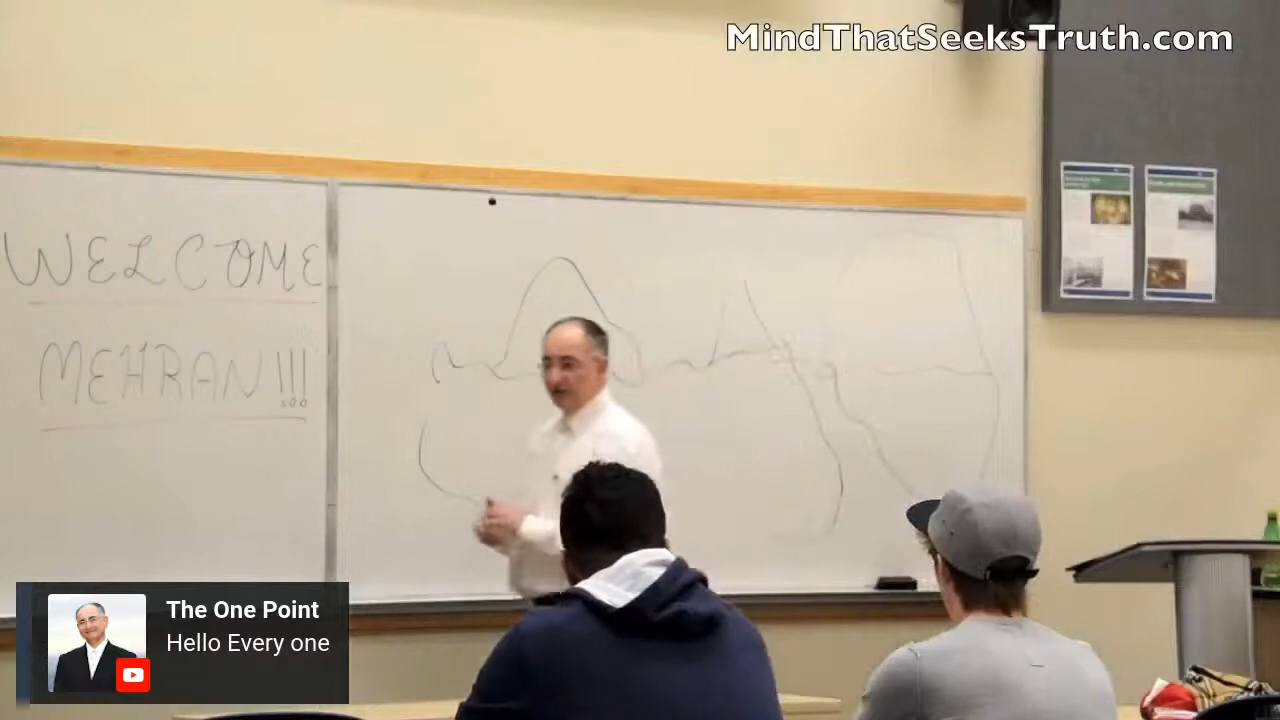 MindThatSeeksTruth.com
WELCOME
MEHRAN!!!
The One Point
Hello Every one